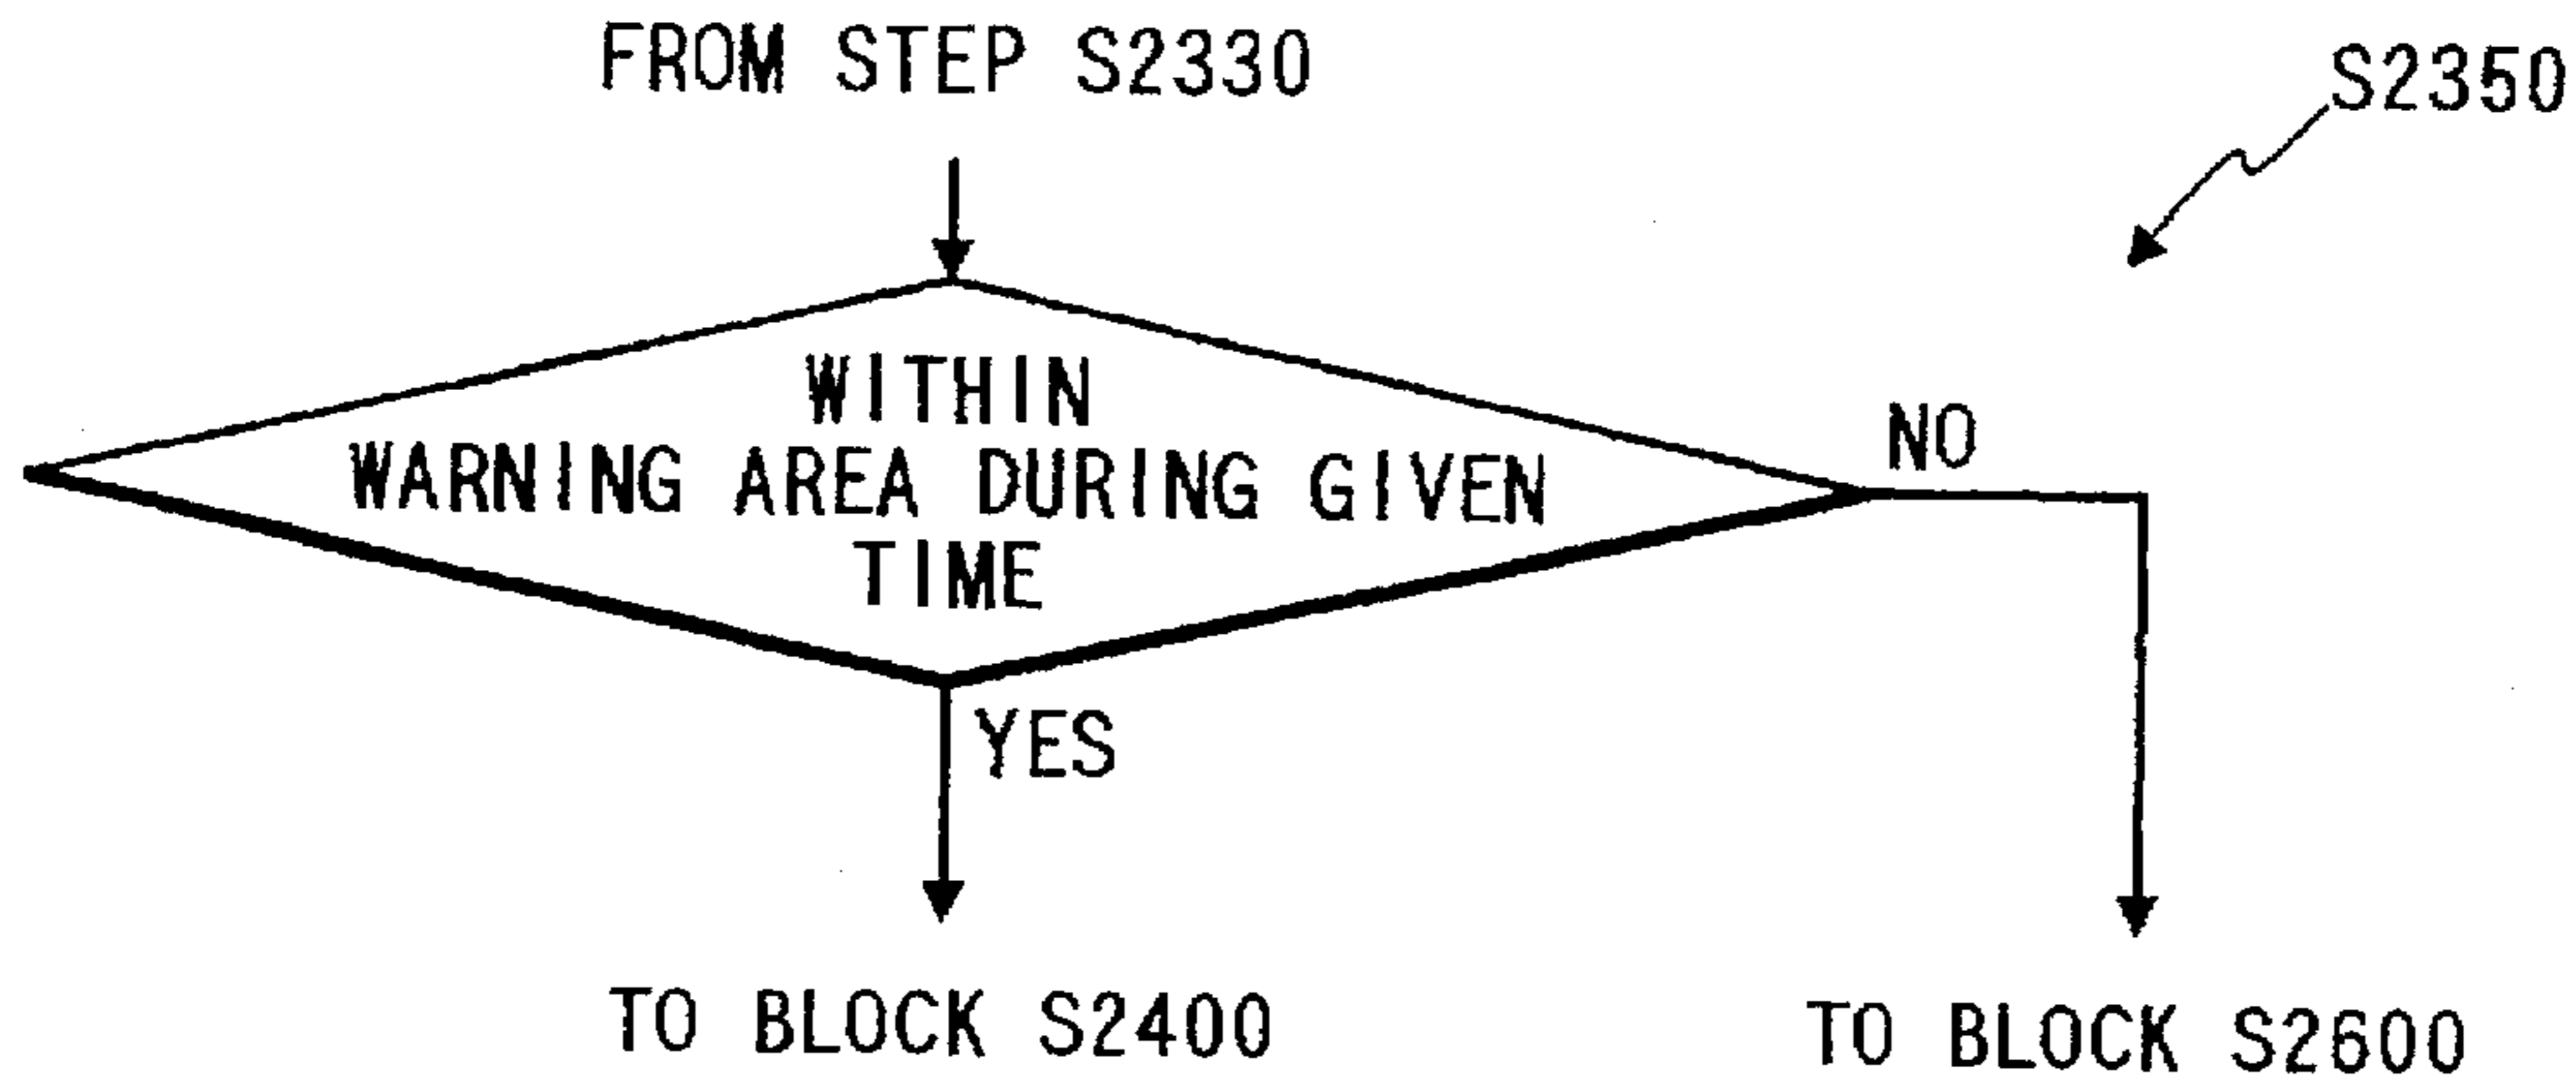 FROM STEP S2330
S2350
WITHIN
WARNING AREA DURING GIVEN
TIME
NO
YES
TO BLOCK S2400
TO BLOCK S2600